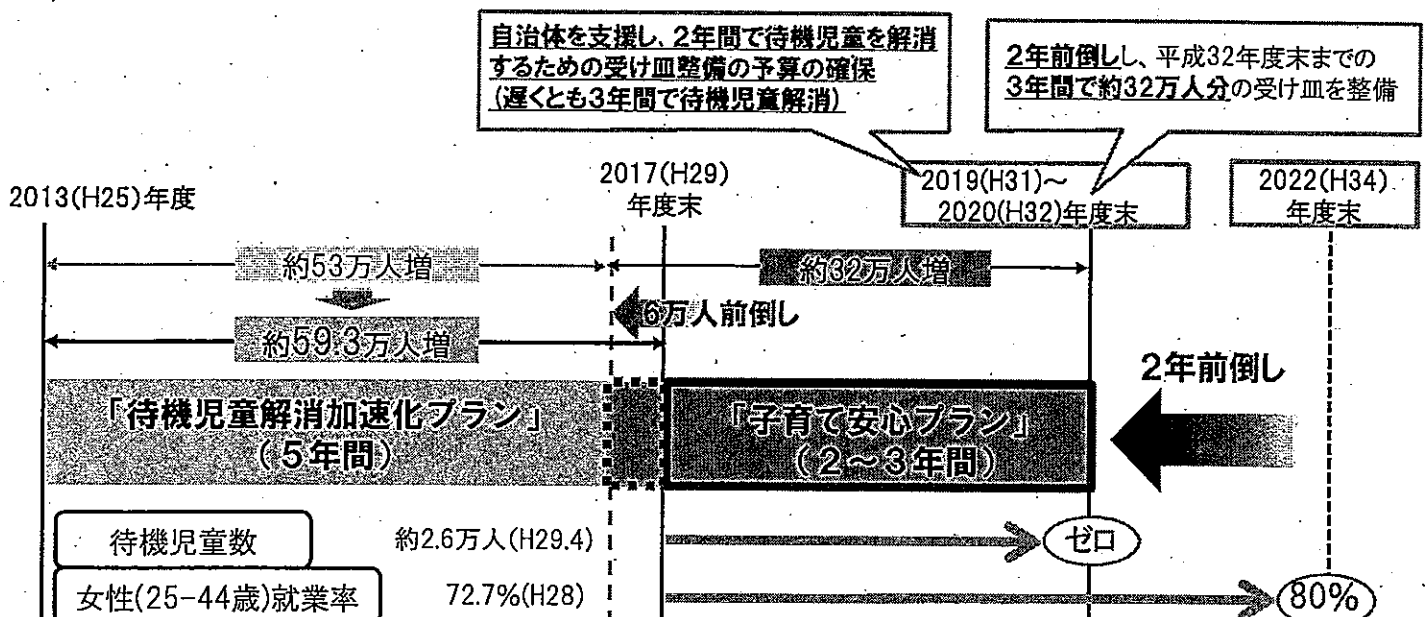 自治体を支援し、2年間で待機児童を解消
するための受け皿整備の予算の確保
(遅くとも3年間で待機児童解消)
2年前倒しし、平成32年度末までの
3年間で約32万人分の受け皿を整備
2013(H25)年度
2017(H29)
年度末
2019(H31)～
2020(H32)年度末
2022(H34)
年度末
約53万人増
約32万人増
6万人前倒し
約59.3万人増
2年前倒し
「待機児童解消加速化プラン」
(5年間)
「子育て安心プラン」
(2～3年間)
待機児童数
約2.6万人(H29.4)
ゼロ
女性(25-44歳)就業率
72.7%(H28)
80%